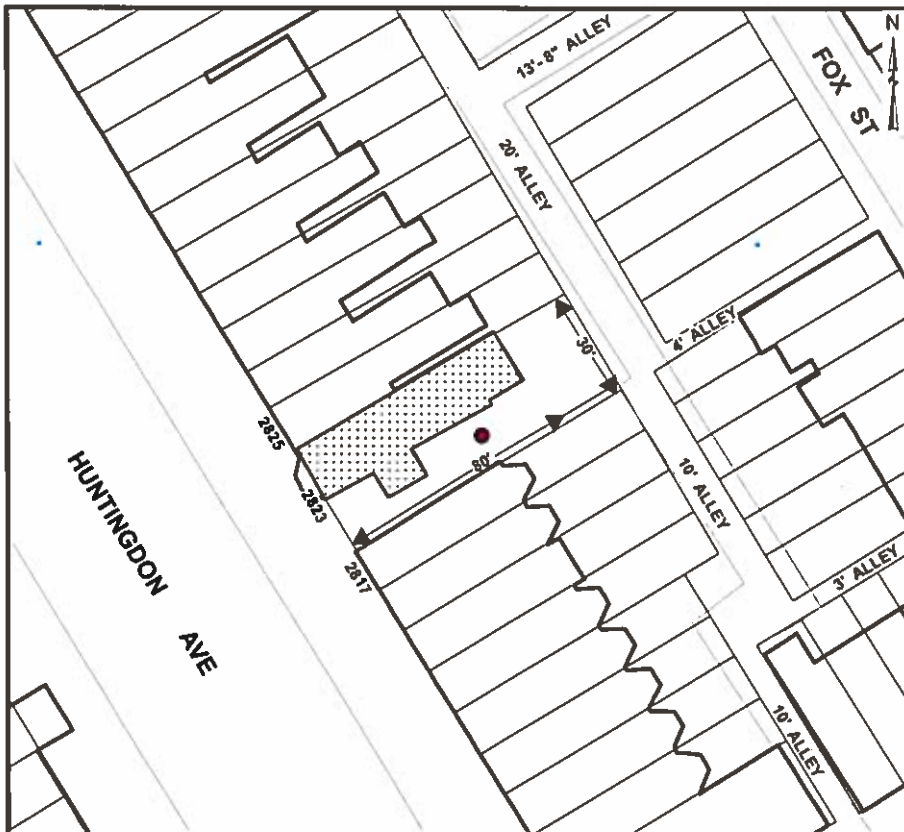 N
13'-8" ALLEY
FOX ST
20' ALLEY
4' ALLEY
30'
2825
2823
80'
10' ALLEY
HUNTINGDON AVE
2817
3' ALLEY
10' ALLEY